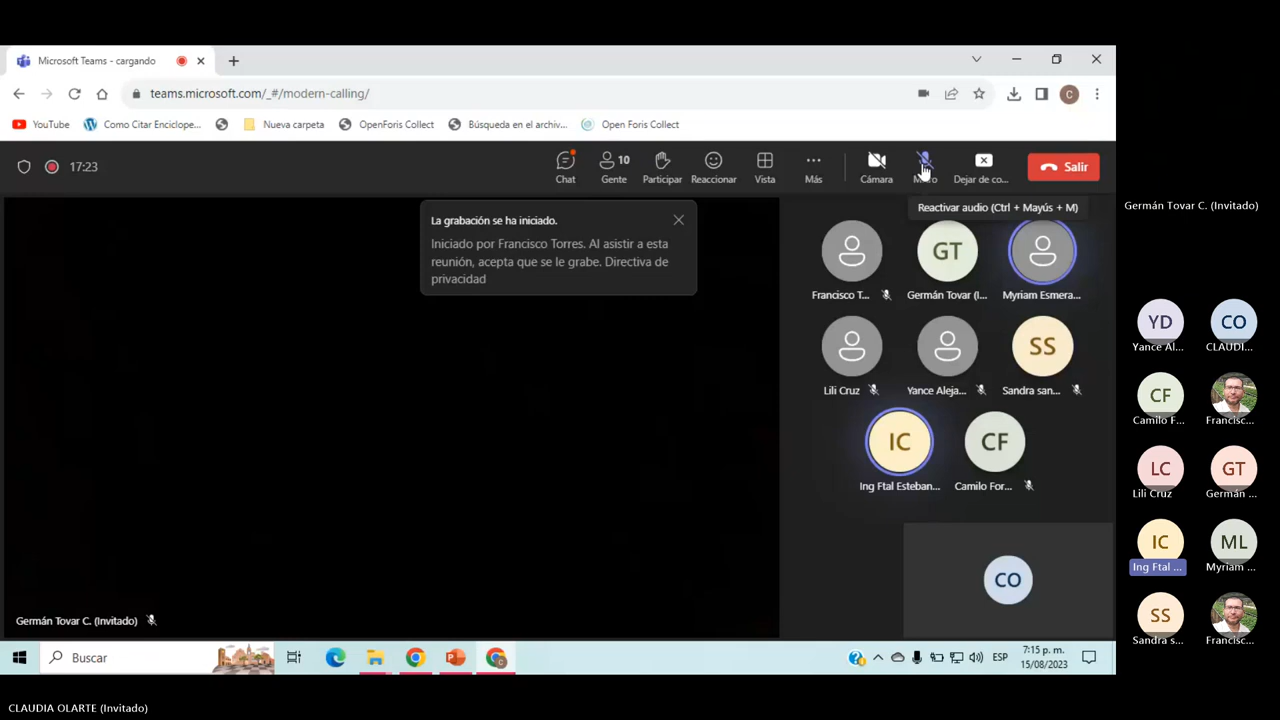 Microsoft Teams - cargando
teams.microsoft.com/_#/modern-calling/
C
YouTube
Como Citar Enciclope...
Nueva carpeta
OpenForis Collect
Búsqueda en el archiv...
Open Foris Collect
17:23
10
Chat
Gente
Participar
Reaccionar
Vista
Más
Cámara
Dejar de co...
Salir
Reactivar audio (Ctrl + Mayús + M)
La grabación se ha iniciado.
Iniciado por Francisco Torres. Al asistir a esta
reunión, acepta que se le grabe. Directiva de
privacidad
GT
Francisco T...
Germán Tovar (I...
Myriam Esmera...
SS
Lili Cruz
Yance Aleja...
Sandra san...
IC
CF
Ing Ftal Esteban...
Camilo For...
CO
Germán Tovar C. (Invitado)
Buscar
ESP
7:15 p. m.
15/08/2023
Germán Tovar C. (Invitado)
YD
CO
Yance Al...
CLAUDI...
CF
Camilo F...
Francisc...
LC
GT
Lili Cruz
Germán ...
IC
ML
Ing Ftal ...
Myriam ...
SS
Sandra s...
Francisc...
CLAUDIA OLARTE (Invitado)